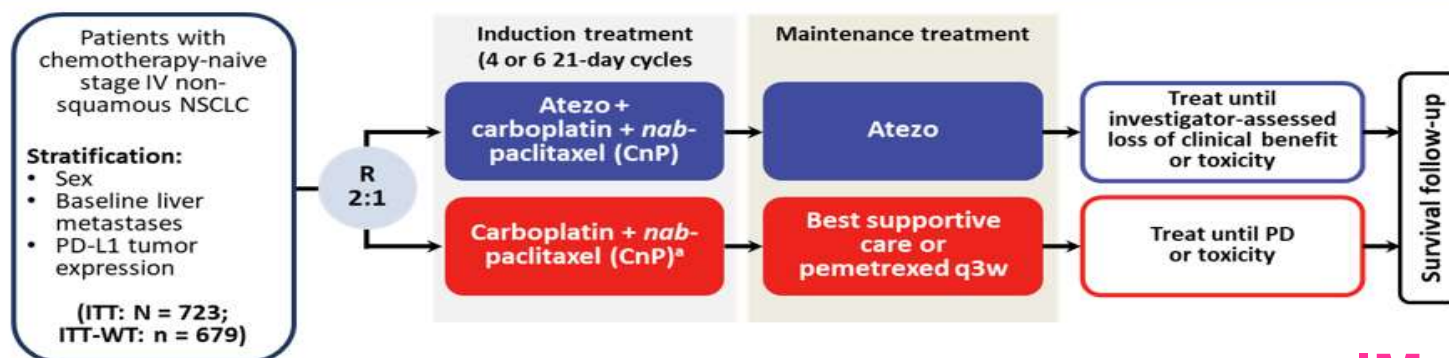 Patients with
chemotherapy-naive
stage IV non-
squamous NSCLC
Stratification:
• Sex
• Baseline liver
metastases
• PD-L1 tumor
expression
(ITT: N = 723;
ITT-WT: n = 679)
R
2:1
Induction treatment
(4 or 6 21-day cycles
Atezo +
carboplatin + nab-
paclitaxel (CnP)
Carboplatin + nab-
paclitaxel (CnP)ᵃ
Maintenance treatment
Atezo
Best supportive
care or
pemetrexed q3w
Treat until
investigator-assessed
loss of clinical benefit
or toxicity
Treat until PD
or toxicity
Survival follow-up